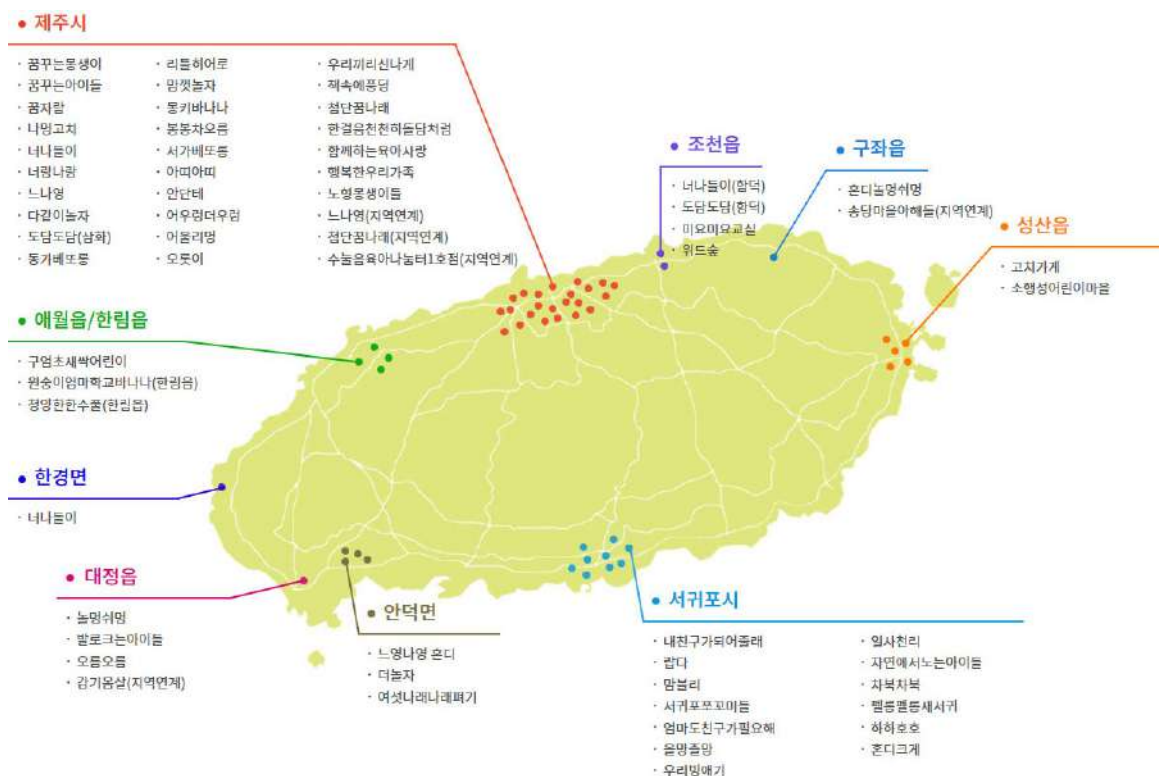 제주시
· 꿈꾸는몽생이
· 꿈꾸는아이들
· 꿈자람
· 나멍고치
· 너나들이
· 너랑나랑
· 느나영
· 다같이놀자
· 도담도담(삼화)
· 동가베또롱
· 리틀히어로
· 맘껏놀자
· 몽키바나나
· 봉봉차오름
· 서가베또롱
· 아띠아띠
· 안단테
· 어우렁더우렁
· 어울리멍
· 오롯이
· 우리끼리신나게
· 책속에퐁당
· 첨단꿈나래
· 한걸음천천히돌담처럼
· 함께하는육아사랑
· 행복한우리가족
· 노형몽생이들
· 느나영(지역연계)
· 첨단꿈나래(지역연계)
· 수눌음육아나눔터1호점(지역연계)
조천읍
· 너나들이(함덕)
· 도담도담(함덕)
· 미요미요교실
· 위드숲
구좌읍
· 혼디놀멍쉬멍
· 송당마을아해들(지역연계)
성산읍
· 고치가게
· 소행성어린이마을
애월읍/한림읍
· 구엄초새싹어린이
· 원숭이엄마학교바나나(한림읍)
· 정영한한수풀(한림읍)
한경면
· 너나들이
대정읍
· 놀멍쉬멍
· 발로크는아이들
· 오름오름
· 감기몸살(지역연계)
안덕면
· 느영나영 혼디
· 더놀자
· 여섯나래나래펴기
서귀포시
· 내친구가되어줄래
· 랍다
· 맘블리
· 서귀포포꼬미들
· 엄마도친구가필요해
· 올망졸망
· 우리빙애기
· 일사천리
· 자연에서노는아이들
· 차북차북
· 펠롱펠롱새서귀
· 하하호호
· 혼디크게